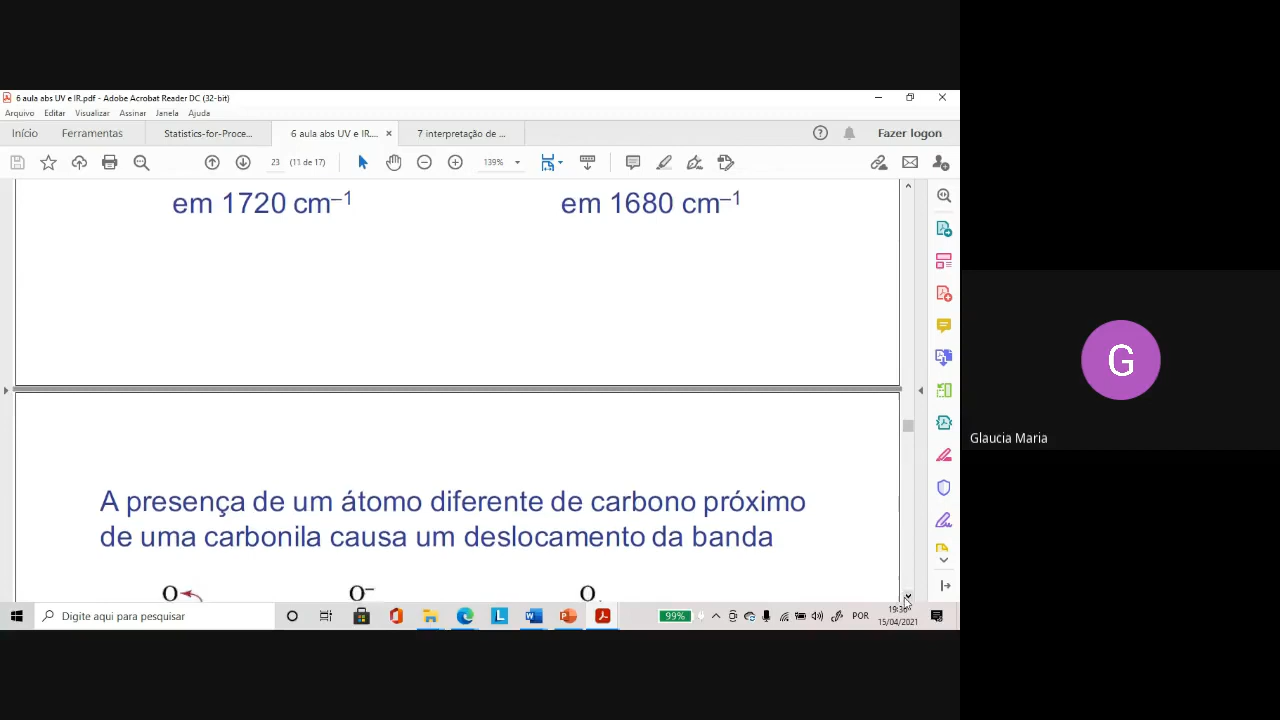 6 aula abs UV e IR.pdf - Adobe Acrobat Reader DC (32-bit)
Arquivo Editar Visualizar Assinar Janela Ajuda
Início Ferramentas Statistics-for-Proce... 6 aula abs UV e IR.... × 7 interpretação de ... Fazer logon
23 (11 de 17) 139%
em 1720 cm⁻¹ em 1680 cm⁻¹
A presença de um átomo diferente de carbono próximo
de uma carbonila causa um deslocamento da banda
O O⁻ O
Digite aqui para pesquisar 99% POR
15/04/2021
G
Glaucia Maria